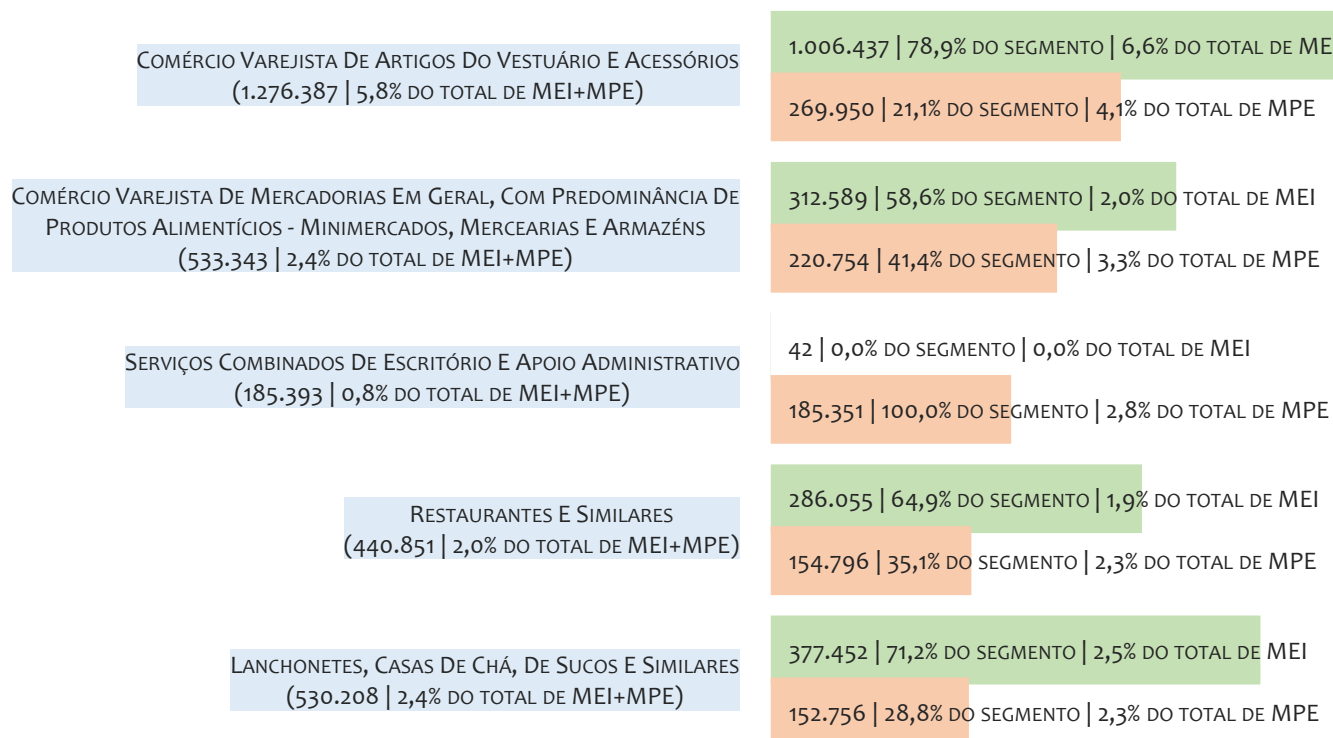 COMÉRCIO VAREJISTA DE ARTIGOS DO VESTUÁRIO E ACESSÓRIOS
(1.276.387 | 5,8% DO TOTAL DE MEI+MPE)
1.006.437 | 78,9% DO SEGMENTO | 6,6% DO TOTAL DE ME
269.950 | 21,1% DO SEGMENTO | 4,1% DO TOTAL DE MPE
COMÉRCIO VAREJISTA DE MERCADORIAS EM GERAL, COM PREDOMINÂNCIA DE
PRODUTOS ALIMENTÍCIOS - MINIMERCADOS, MERCEARIAS E ARMAZÉNS
(533.343 | 2,4% DO TOTAL DE MEI+MPE)
312.589 | 58,6% DO SEGMENTO | 2,0% DO TOTAL DE MEI
220.754 | 41,4% DO SEGMENTO | 3,3% DO TOTAL DE MPE
SERVIÇOS COMBINADOS DE ESCRITÓRIO E APOIO ADMINISTRATIVO
(185.393 | 0,8% DO TOTAL DE MEI+MPE)
42 | 0,0% DO SEGMENTO | 0,0% DO TOTAL DE MEI
185.351 | 100,0% DO SEGMENTO | 2,8% DO TOTAL DE MPE
RESTAURANTES E SIMILARES
(440.851 | 2,0% DO TOTAL DE MEI+MPE)
286.055 | 64,9% DO SEGMENTO | 1,9% DO TOTAL DE MEI
154.796 | 35,1% DO SEGMENTO | 2,3% DO TOTAL DE MPE
LANCHONETES, CASAS DE CHÁ, DE SUCOS E SIMILARES
(530.208 | 2,4% DO TOTAL DE MEI+MPE)
377.452 | 71,2% DO SEGMENTO | 2,5% DO TOTAL DE MEI
152.756 | 28,8% DO SEGMENTO | 2,3% DO TOTAL DE MPE